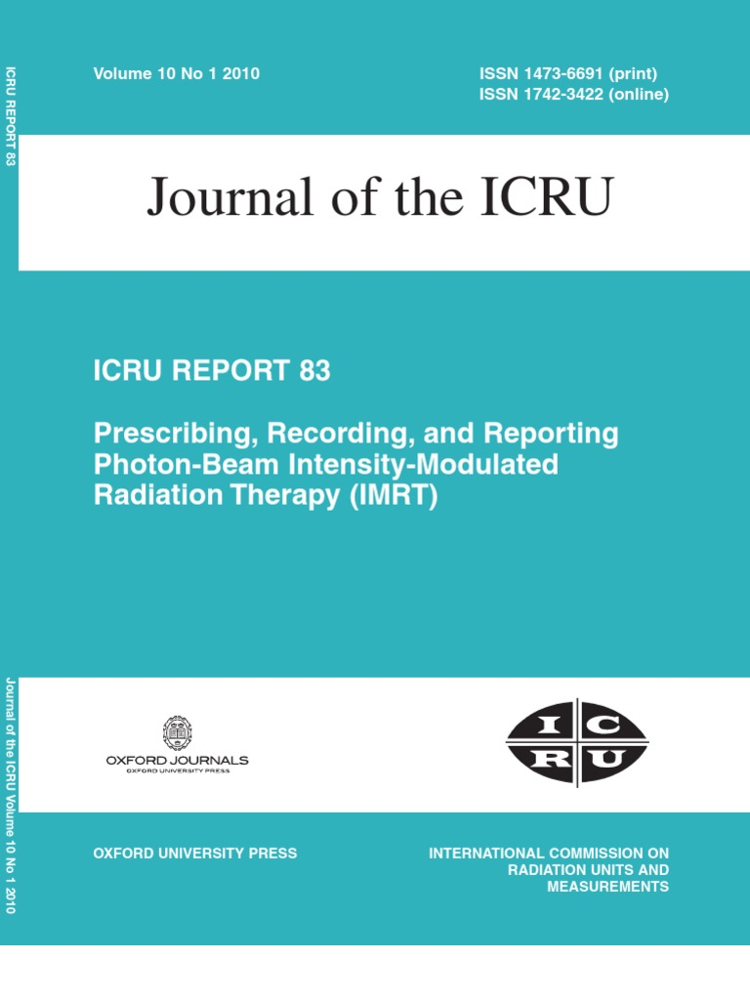 ICRU REPORT 83
Volume 10 No 1 2010
ISSN 1473-6691 (print)
ISSN 1742-3422 (online)
Journal of the ICRU
ICRU REPORT 83
Prescribing, Recording, and Reporting
Photon-Beam Intensity-Modulated
Radiation Therapy (IMRT)
Journal of the ICRU Volume 10 No 1 2010
OXFORD JOURNALS
OXFORD UNIVERSITY PRESS
I C
R U
OXFORD UNIVERSITY PRESS
INTERNATIONAL COMMISSION ON
RADIATION UNITS AND
MEASUREMENTS